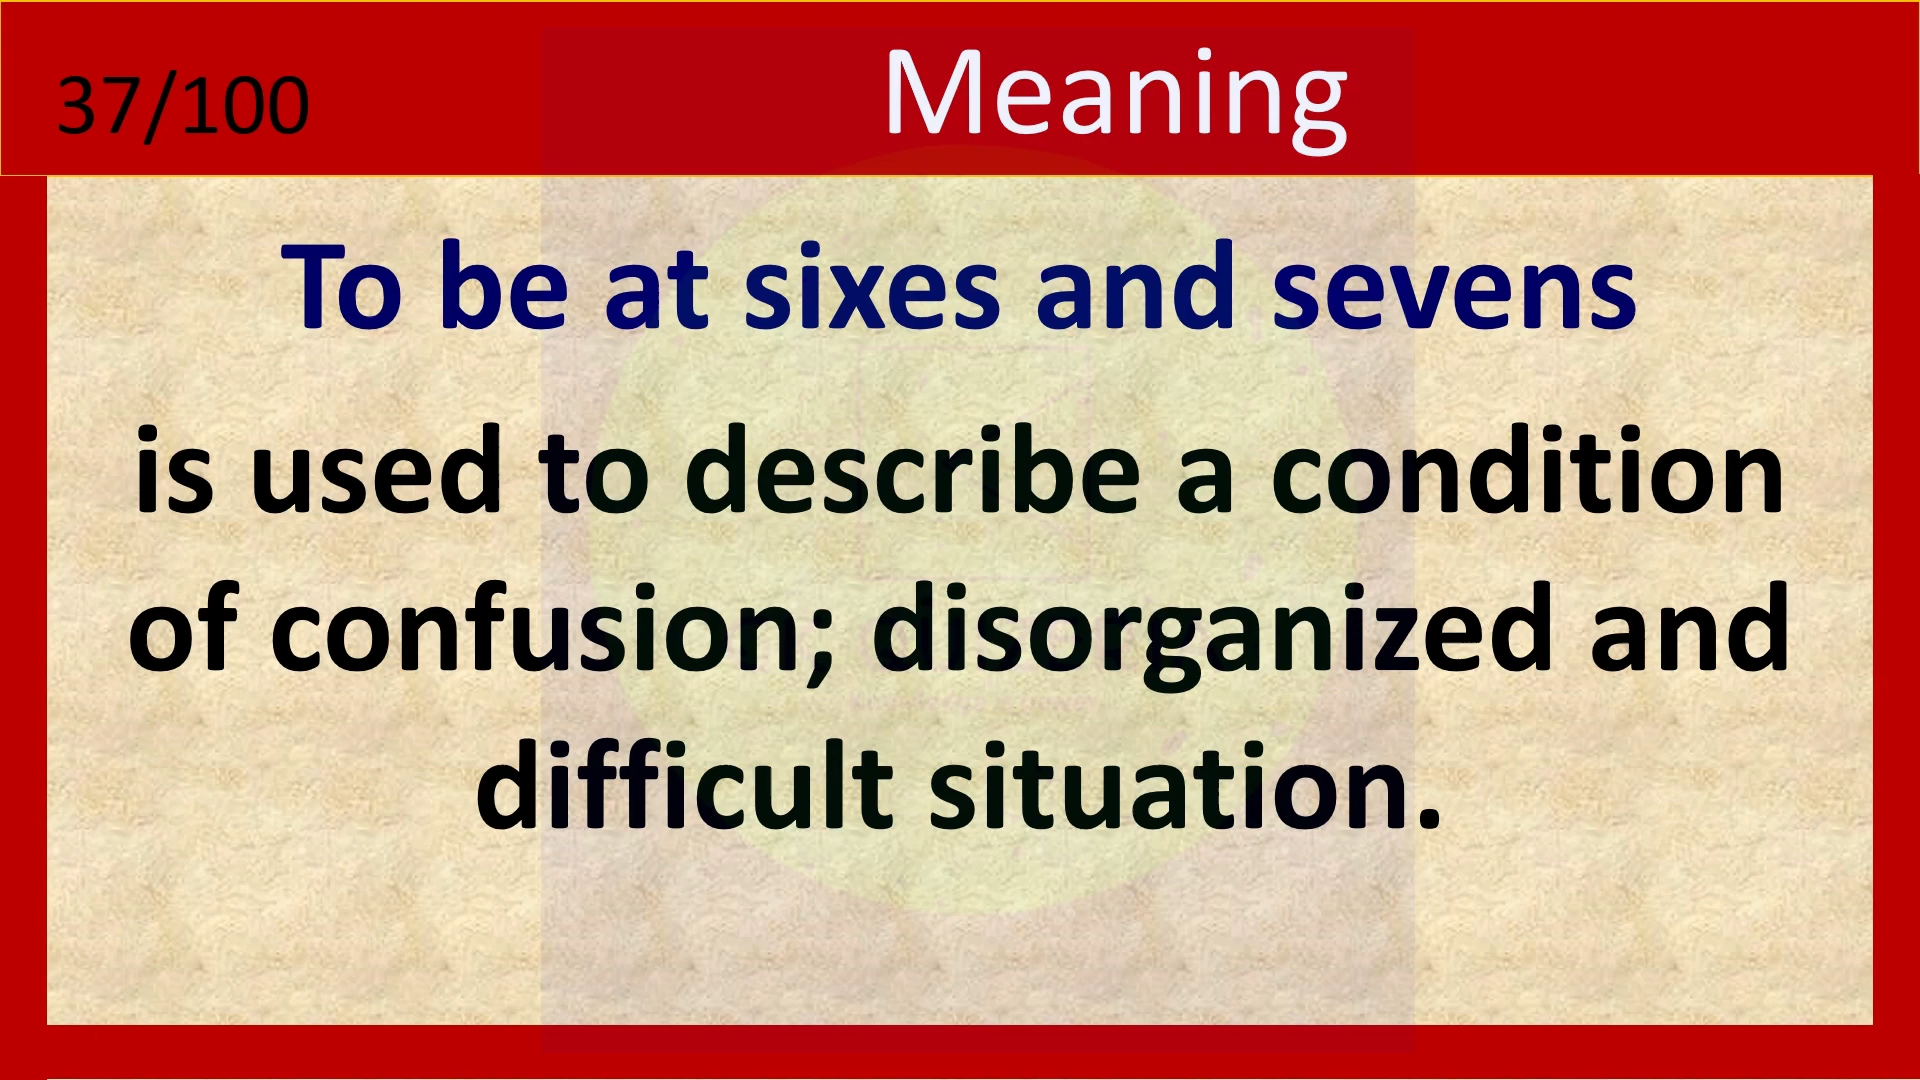 37/100
Meaning
To be at sixes and sevens
is used to describe a condition
of confusion; disorganized and
difficult situation.